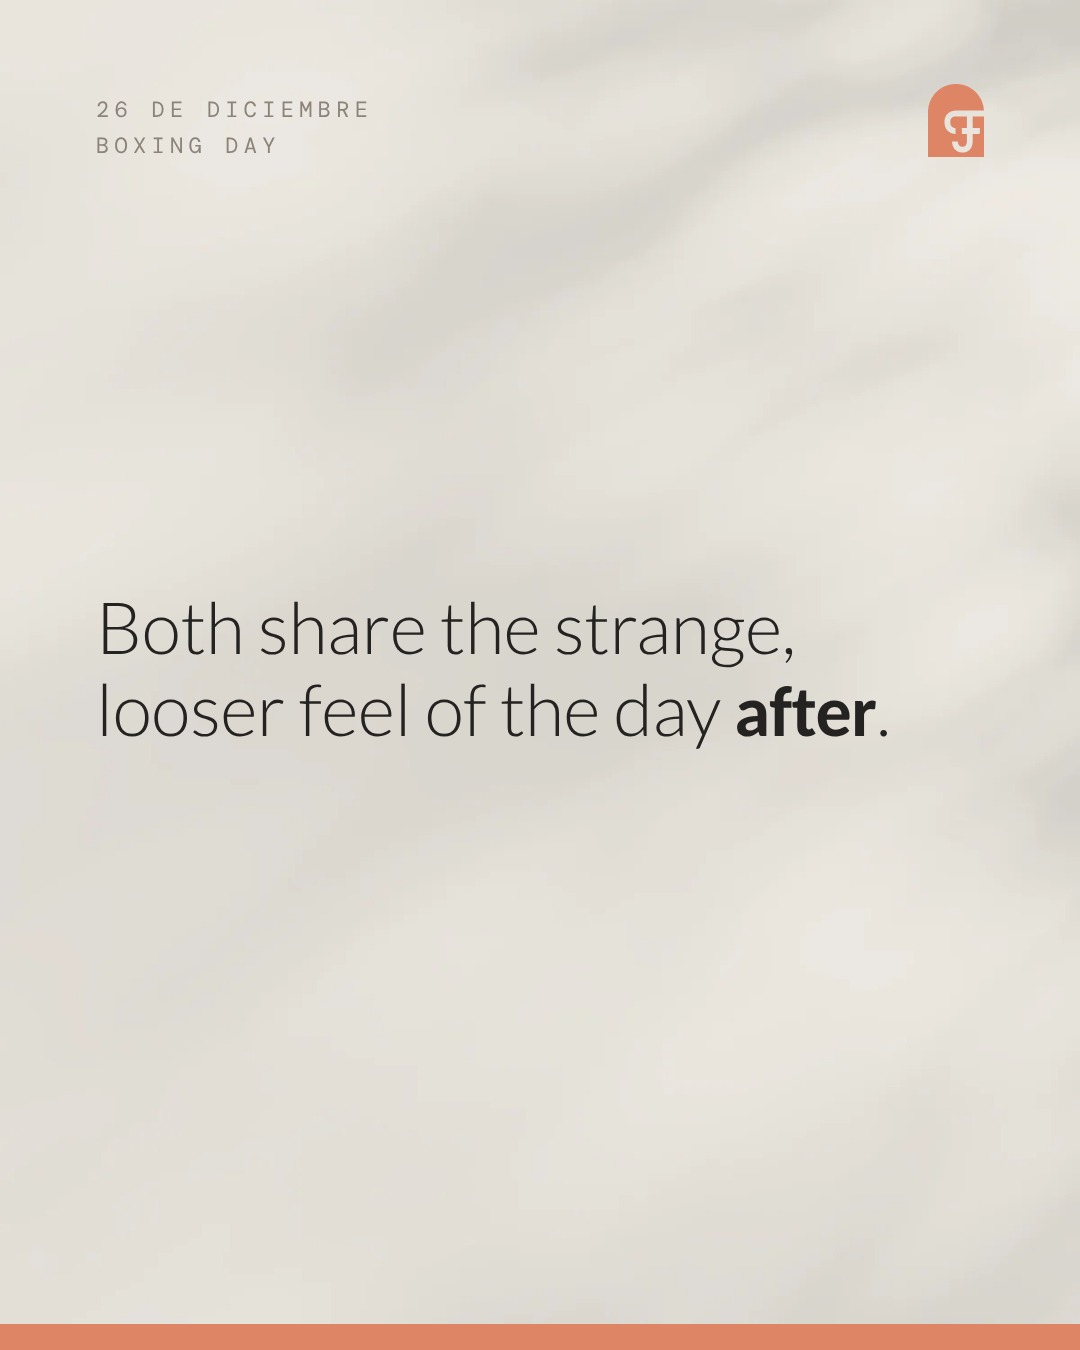 26 DE DICIEMBRE
BOXING DAY
Both share the strange,
looser feel of the day after.